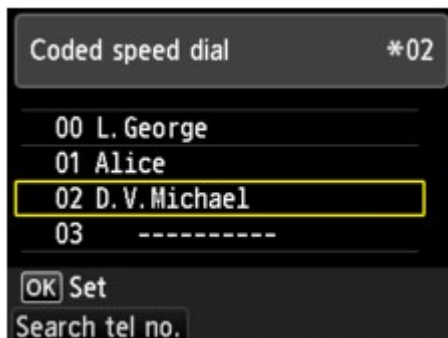 Coded speed dial *02
00 L.George
01 Alice
02 D.V.Michael
03 ----------
OK Set
Search tel no.